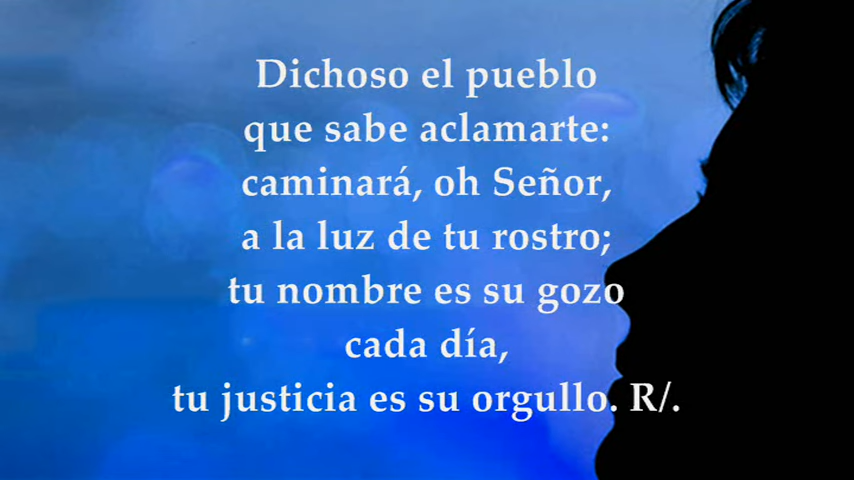 Dichoso el pueblo
que sabe aclamarte:
caminará, oh Señor,
a la luz de tu rostro;
tu nombre es su gozo
cada día,
tu justicia es su orgullo. R/.